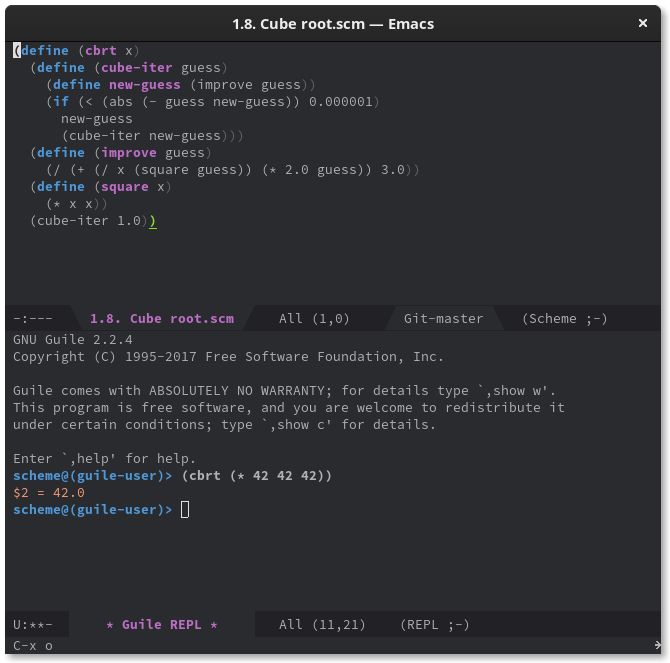 1.8. Cube root.scm — Emacs ×
(define (cbrt x)
  (define (cube-iter guess)
    (define new-guess (improve guess))
    (if (< (abs (- guess new-guess)) 0.000001)
      new-guess
      (cube-iter new-guess)))
  (define (improve guess)
    (/ (+ (/ x (square guess)) (* 2.0 guess)) 3.0))
  (define (square x)
    (* x x))
  (cube-iter 1.0))
-:--- 1.8. Cube root.scm All (1,0) Git-master (Scheme ;-)
GNU Guile 2.2.4
Copyright (C) 1995-2017 Free Software Foundation, Inc.
Guile comes with ABSOLUTELY NO WARRANTY; for details type `,show w'.
This program is free software, and you are welcome to redistribute it
under certain conditions; type `,show c' for details.
Enter `,help' for help.
scheme@(guile-user)> (cbrt (* 42 42 42))
$2 = 42.0
scheme@(guile-user)>
U:**- * Guile REPL * All (11,21) (REPL ;-)
C-x o